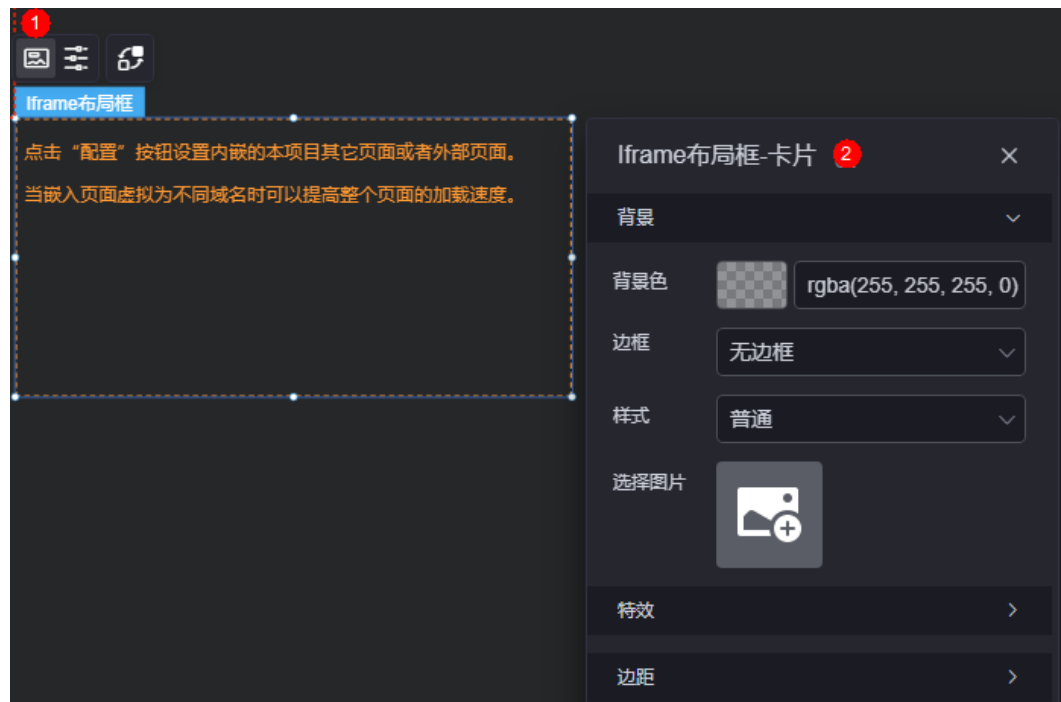 1
Iframe布局框
点击“配置”按钮设置内嵌的本项目其它页面或者外部页面。
当嵌入页面虚拟为不同域名时可以提高整个页面的加载速度。
Iframe布局框-卡片 2
背景
背景色 rgba(255, 255, 255, 0)
边框 无边框
样式 普通
选择图片
特效
边距